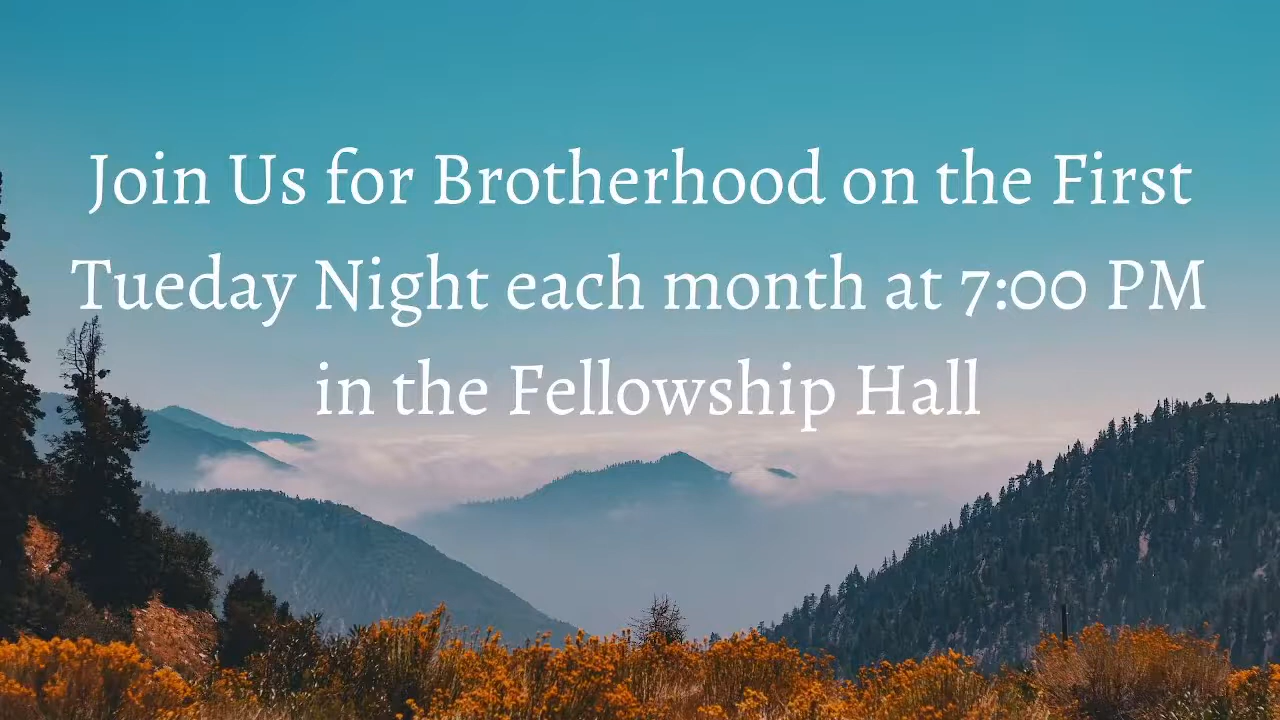 Join Us for Brotherhood on the First
Tueday Night each month at 7:00 PM
in the Fellowship Hall